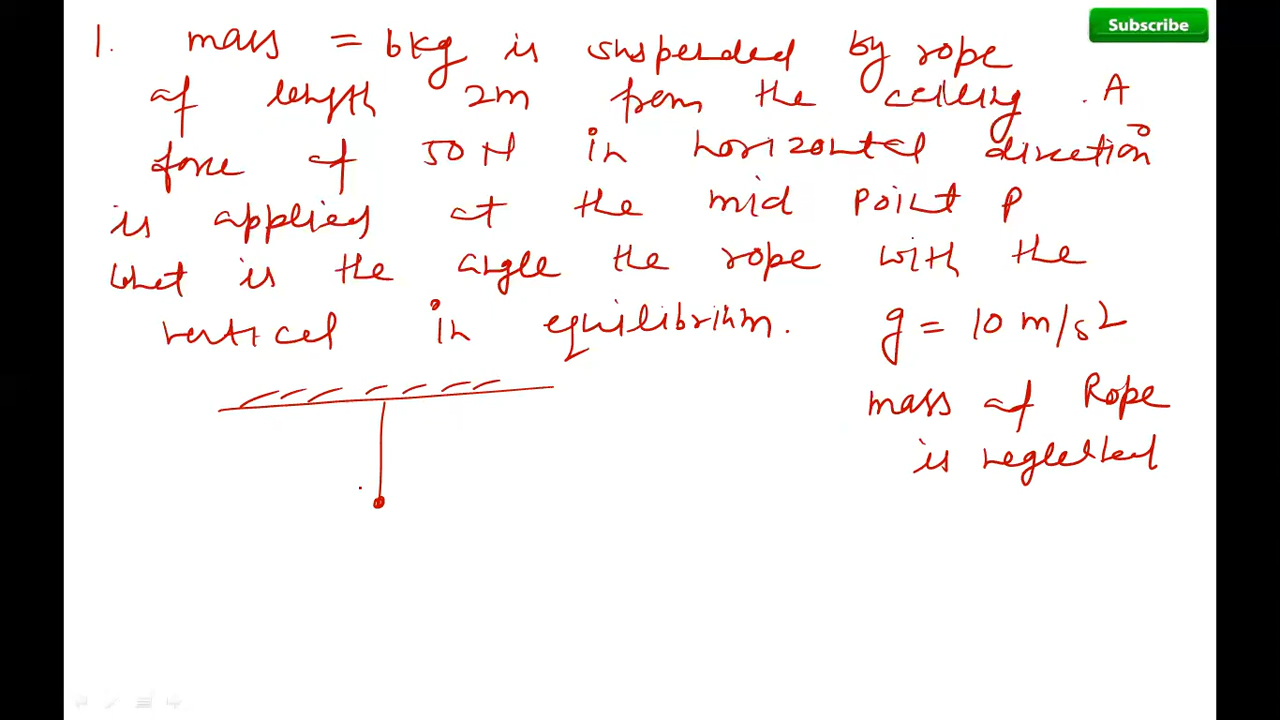 Subscribe
1. mass = 6kg is suspended by rope
of length 2m from the ceiling. A
force of 50 N in horizontal direction
is applied at the mid point P
what is the angle the rope with the
vertical in equilibrium. g = 10 m/s2
mass of Rope
is neglected